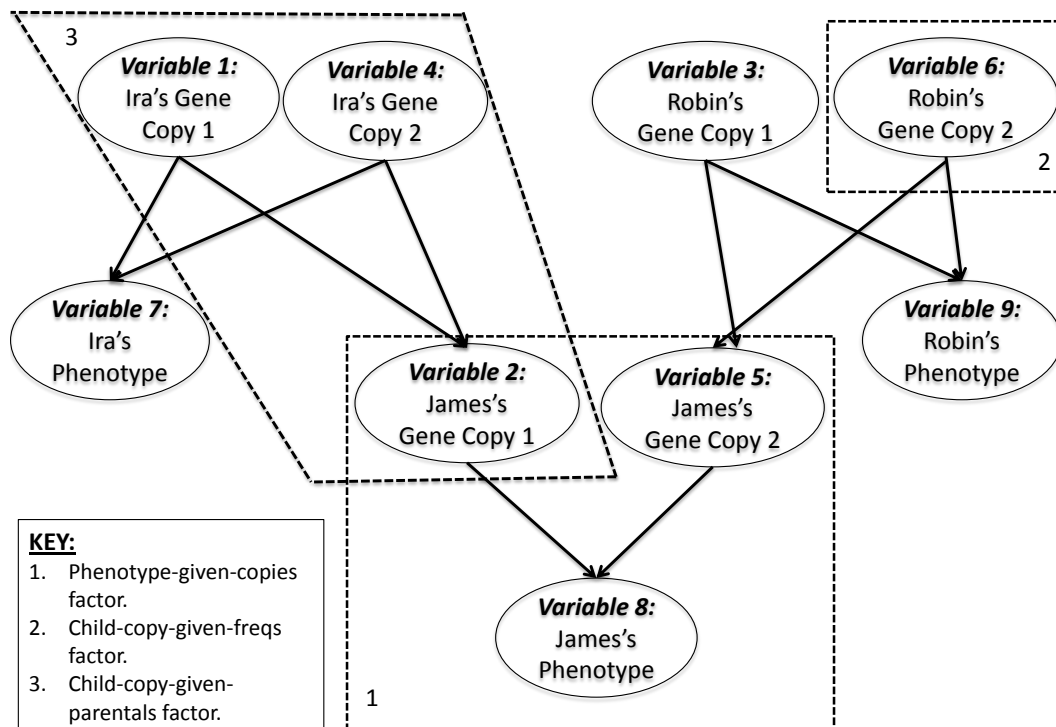 3
Variable 1:
Ira's Gene
Copy 1
Variable 4:
Ira's Gene
Copy 2
Variable 3:
Robin's
Gene Copy 1
Variable 6:
Robin's
Gene Copy 2
2
Variable 7:
Ira's
Phenotype
Variable 9:
Robin's
Phenotype
Variable 2:
James's
Gene Copy 1
Variable 5:
James's
Gene Copy 2
Variable 8:
James's
Phenotype
1
KEY:
1. Phenotype-given-copies
factor.
2. Child-copy-given-freqs
factor.
3. Child-copy-given-
parentals factor.